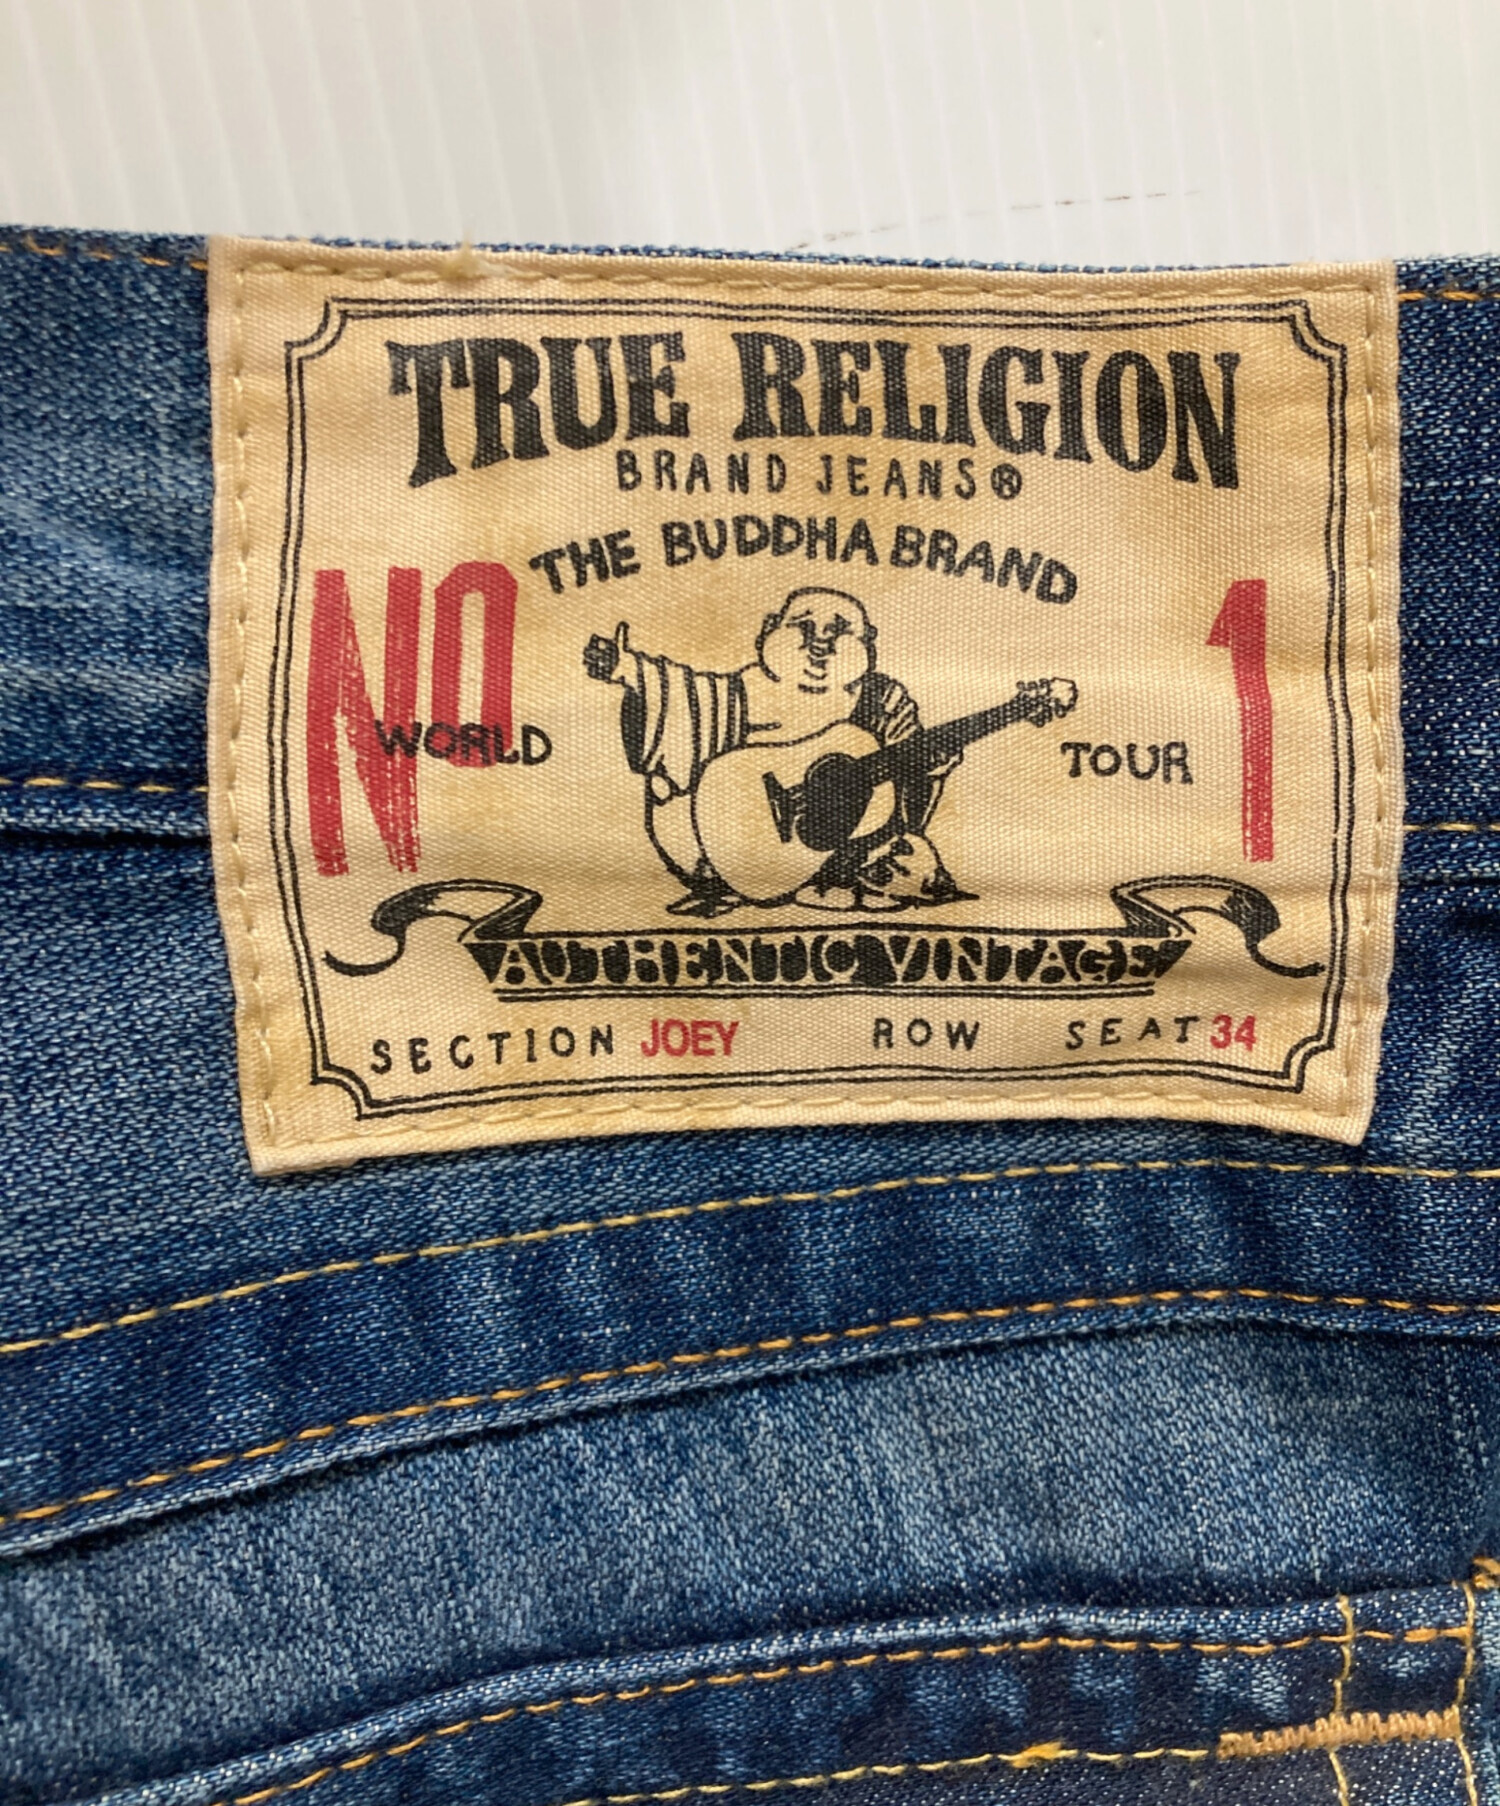 TRUE RELIGION
BRAND JEANS®
THE BUDDHA BRAND
NO 1
WORLD TOUR
AUTHENTIC VINTAGE
SECTION JOEY ROW SEAT 34